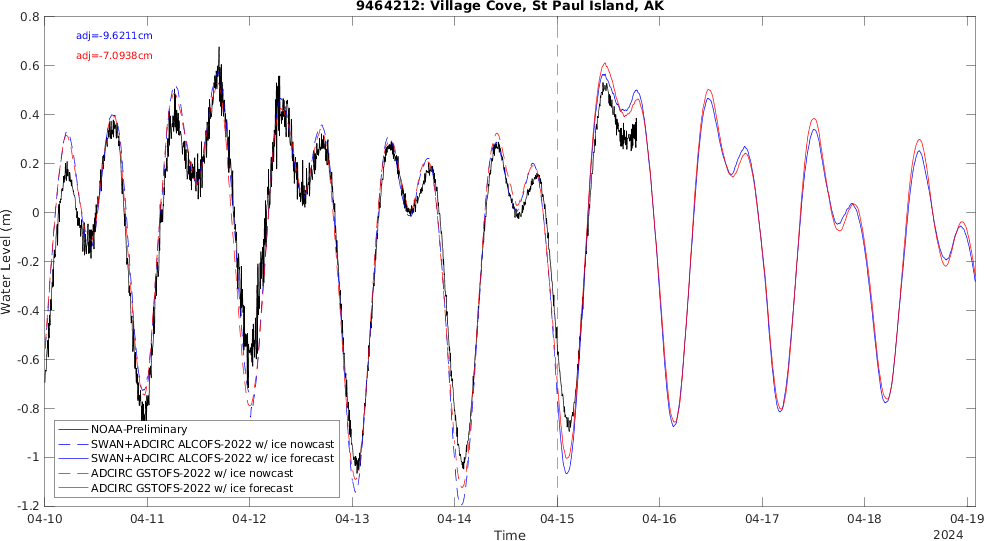 9464212: Village Cove, St Paul Island, AK
adj=-9.6211cm
adj=-7.0938cm
0.8
0.6
0.4
0.2
0
-0.2
-0.4
-0.6
-0.8
-1
-1.2
Water Level (m)
NOAA-Preliminary
SWAN+ADCIRC ALCOFS-2022 w/ ice nowcast
SWAN+ADCIRC ALCOFS-2022 w/ ice forecast
ADCIRC GSTOFS-2022 w/ ice nowcast
ADCIRC GSTOFS-2022 w/ ice forecast
04-10 04-11 04-12 04-13 04-14 04-15 04-16 04-17 04-18 04-19
Time
2024